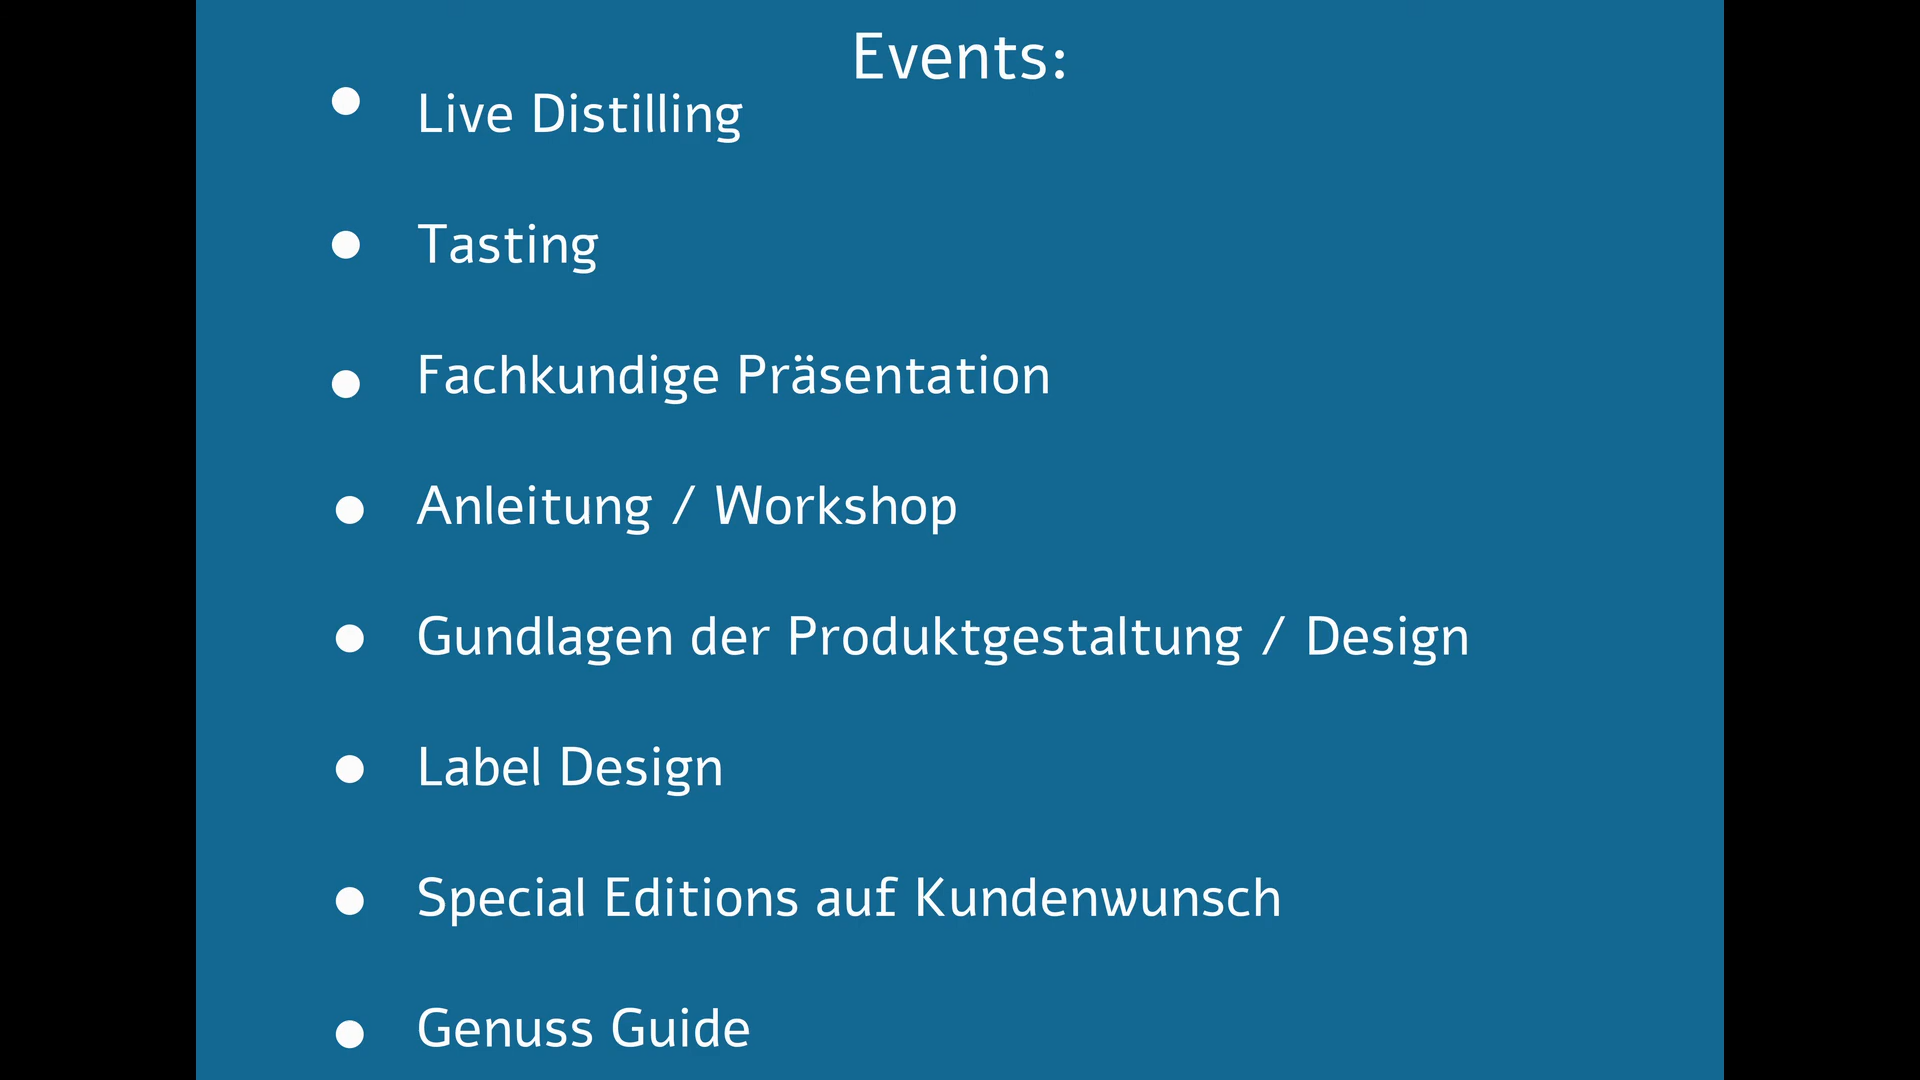 Events:
● Live Distilling
● Tasting
● Fachkundige Präsentation
● Anleitung / Workshop
● Gundlagen der Produktgestaltung / Design
● Label Design
● Special Editions auf Kundenwunsch
● Genuss Guide